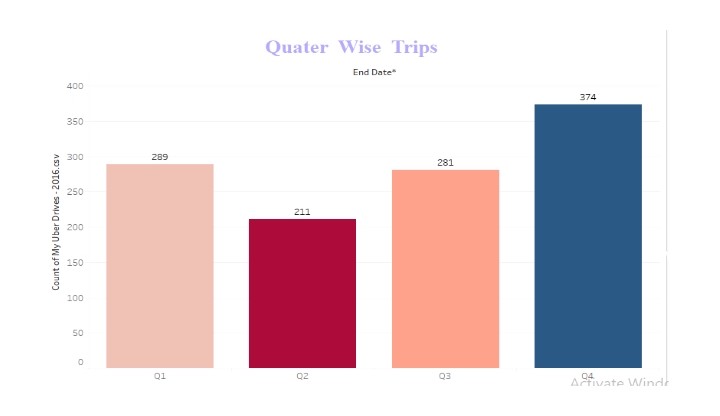 Quater Wise Trips
End Date*
Count of My Uber Drives - 2016.csv
400
350
300
250
200
150
100
50
0
289
211
281
374
Q1 Q2 Q3 Q4
Activate